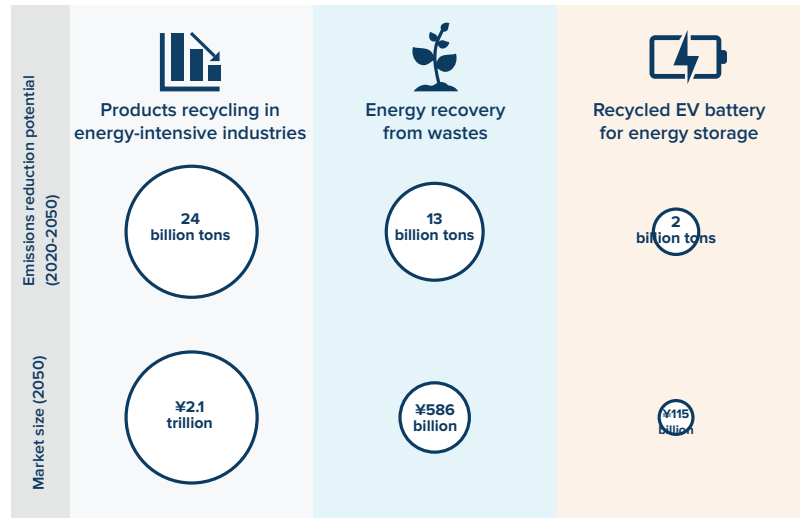 Products recycling in
energy-intensive industries
Energy recovery
from wastes
Recycled EV battery
for energy storage
Emissions reduction potential
(2020-2050)
24
billion tons
13
billion tons
2
billion tons
Market size (2050)
¥2.1
trillion
¥586
billion
¥115
billion